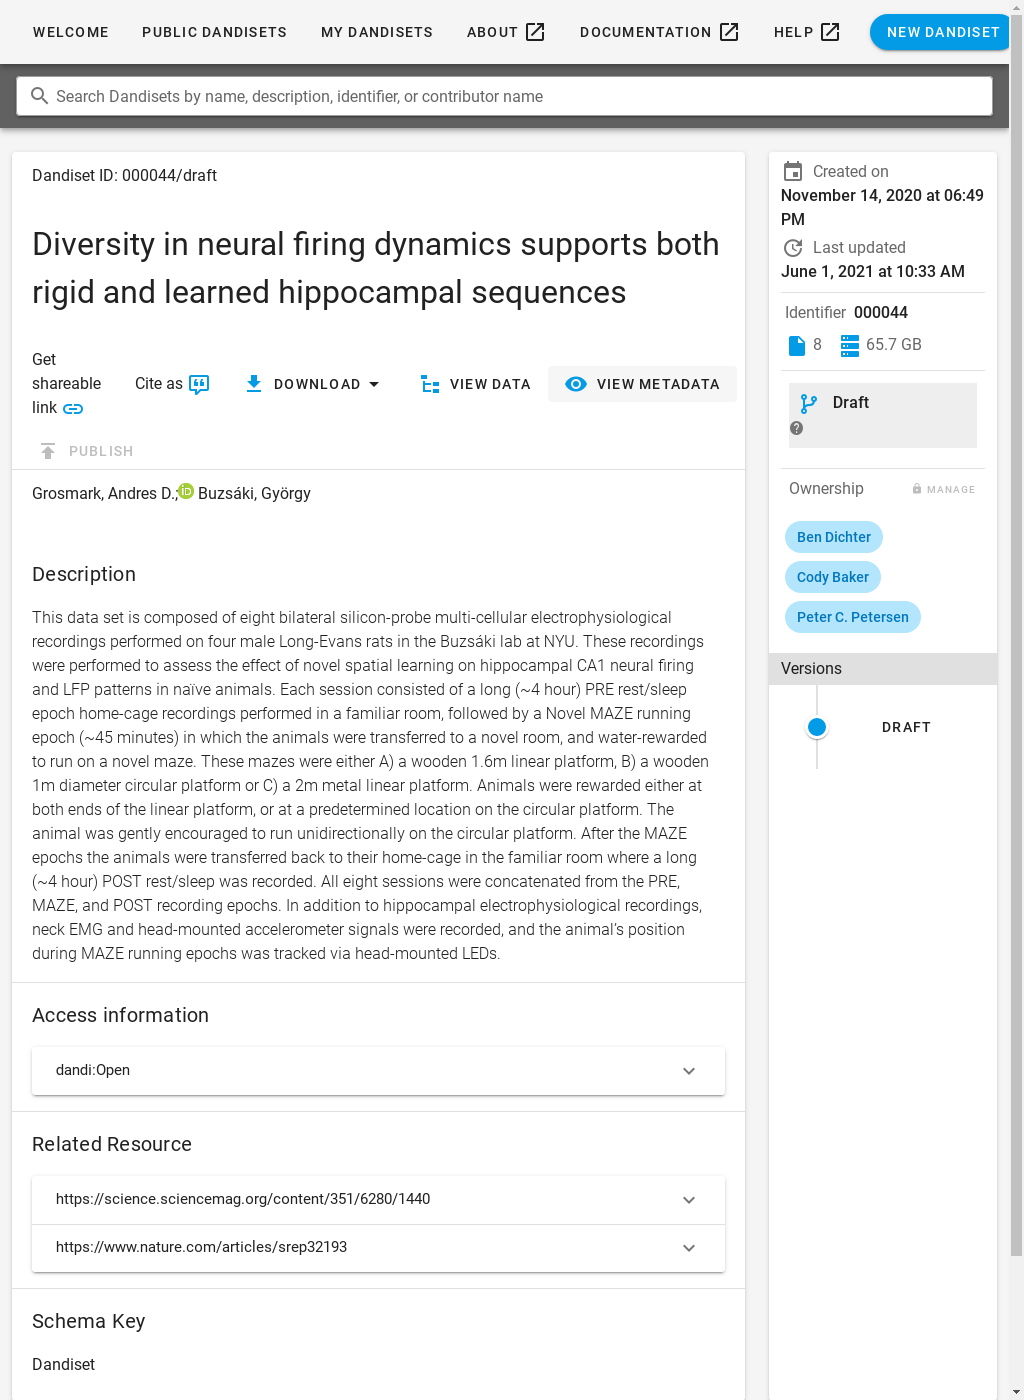 WELCOME PUBLIC DANDISETS MY DANDISETS ABOUT DOCUMENTATION HELP NEW DANDISET
Search Dandisets by name, description, identifier, or contributor name
Dandiset ID: 000044/draft
Diversity in neural firing dynamics supports both
rigid and learned hippocampal sequences
Get
shareable
link
Cite as
DOWNLOAD
VIEW DATA
VIEW METADATA
PUBLISH
Grosmark, Andres D.; iD Buzsáki, György
Description
This data set is composed of eight bilateral silicon-probe multi-cellular electrophysiological
recordings performed on four male Long-Evans rats in the Buzsáki lab at NYU. These recordings
were performed to assess the effect of novel spatial learning on hippocampal CA1 neural firing
and LFP patterns in naïve animals. Each session consisted of a long (~4 hour) PRE rest/sleep
epoch home-cage recordings performed in a familiar room, followed by a Novel MAZE running
epoch (~45 minutes) in which the animals were transferred to a novel room, and water-rewarded
to run on a novel maze. These mazes were either A) a wooden 1.6m linear platform, B) a wooden
1m diameter circular platform or C) a 2m metal linear platform. Animals were rewarded either at
both ends of the linear platform, or at a predetermined location on the circular platform. The
animal was gently encouraged to run unidirectionally on the circular platform. After the MAZE
epochs the animals were transferred back to their home-cage in the familiar room where a long
(~4 hour) POST rest/sleep was recorded. All eight sessions were concatenated from the PRE,
MAZE, and POST recording epochs. In addition to hippocampal electrophysiological recordings,
neck EMG and head-mounted accelerometer signals were recorded, and the animal's position
during MAZE running epochs was tracked via head-mounted LEDs.
Access information
dandi:Open
Related Resource
https://science.sciencemag.org/content/351/6280/1440
https://www.nature.com/articles/srep32193
Schema Key
Dandiset
Created on
November 14, 2020 at 06:49
PM
Last updated
June 1, 2021 at 10:33 AM
Identifier 000044
8 65.7 GB
Draft
Ownership MANAGE
Ben Dichter
Cody Baker
Peter C. Petersen
Versions
DRAFT